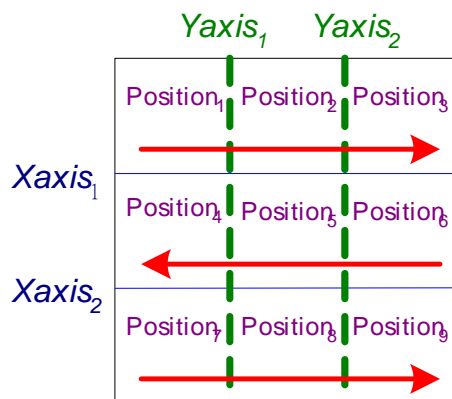 Yaxis₁ Yaxis₂
Position₁ Position₂ Position₃
Xaxis₁
Position₄ Position₅ Position₆
Xaxis₂
Position₇ Position₈ Position₉